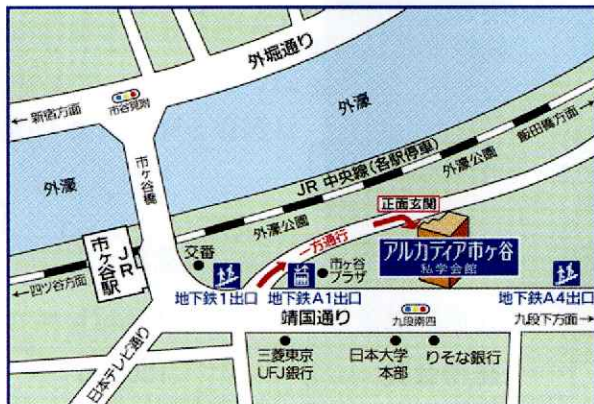 外堀通り
←新宿方面
市谷見附
外濠
飯田橋方面→
市ヶ谷橋
JR 中央線(各駅停車)
外濠公園
外濠
正面玄関
外濠公園
一方通行
アルカディア市ヶ谷
私学会館
JR
市ヶ谷駅
交番
市ヶ谷
プラザ
←四ツ谷方面
地下鉄1出口
地下鉄A1出口
地下鉄A4出口
靖国通り
九段南四
九段下方面→
日本テレビ通り
三菱東京
UFJ銀行
日本大学
本部
りそな銀行